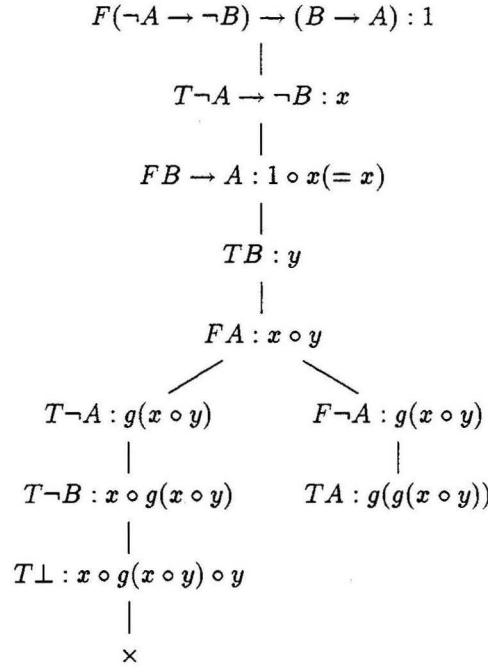 F(¬A → ¬B) → (B → A) : 1
T¬A → ¬B : x
FB → A : 1 ∘ x(= x)
TB : y
FA : x ∘ y
T¬A : g(x ∘ y) F¬A : g(x ∘ y)
T¬B : x ∘ g(x ∘ y) TA : g(g(x ∘ y))
T⊥ : x ∘ g(x ∘ y) ∘ y
×